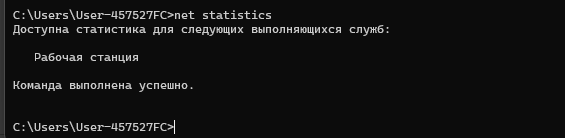 C:\Users\User-457527FC>net statistics
Доступна статистика для следующих выполняющихся служб:
Рабочая станция
Команда выполнена успешно.
C:\Users\User-457527FC>